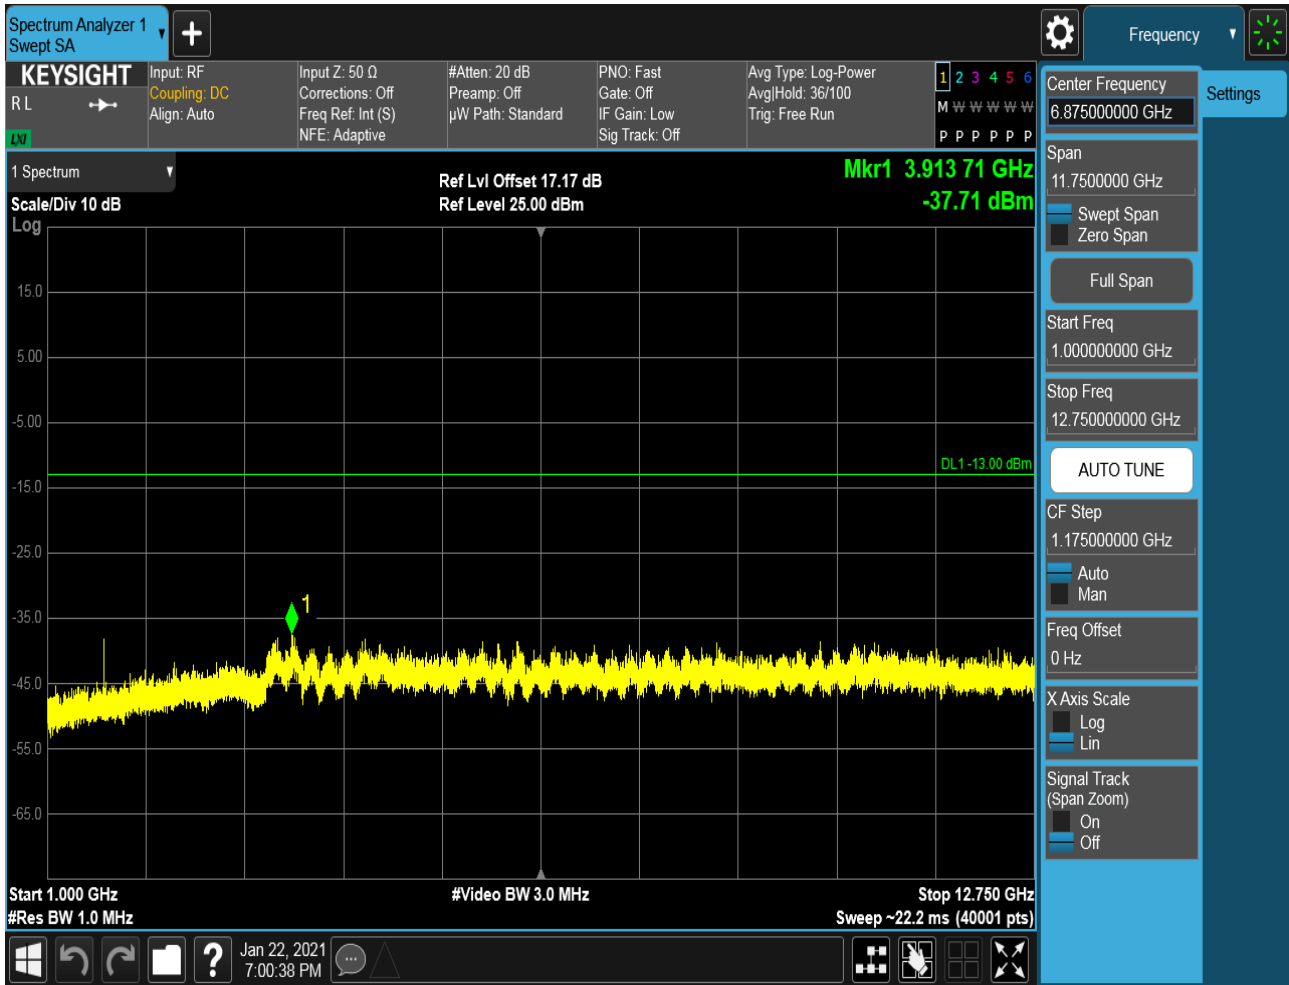 Spectrum Analyzer 1
Swept SA
Frequency
KEYSIGHT
R L
LXI
Input: RF
Coupling: DC
Align: Auto
Input Z: 50 Ω
Corrections: Off
Freq Ref: Int (S)
NFE: Adaptive
#Atten: 20 dB
Preamp: Off
µW Path: Standard
PNO: Fast
Gate: Off
IF Gain: Low
Sig Track: Off
Avg Type: Log-Power
Avg|Hold: 36/100
Trig: Free Run
1 2 3 4 5 6
M W W W W W
P P P P P P
1 Spectrum
Scale/Div 10 dB
Log
Ref Lvl Offset 17.17 dB
Ref Level 25.00 dBm
Mkr1 3.913 71 GHz
-37.71 dBm
15.0
5.00
-5.00
DL1 -13.00 dBm
-15.0
-25.0
1
-35.0
-45.0
-55.0
-65.0
Start 1.000 GHz
#Res BW 1.0 MHz
#Video BW 3.0 MHz
Stop 12.750 GHz
Sweep ~22.2 ms (40001 pts)
Jan 22, 2021
7:00:38 PM
Center Frequency
6.875000000 GHz
Settings
Span
11.7500000 GHz
Swept Span
Zero Span
Full Span
Start Freq
1.000000000 GHz
Stop Freq
12.750000000 GHz
AUTO TUNE
CF Step
1.175000000 GHz
Auto
Man
Freq Offset
0 Hz
X Axis Scale
Log
Lin
Signal Track
(Span Zoom)
On
Off